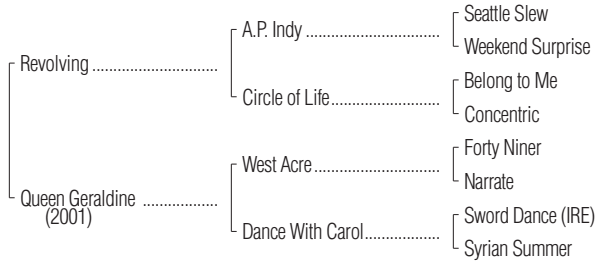 Seattle Slew
A.P. Indy ..............................
Weekend Surprise
Revolving ............................
Belong to Me
Circle of Life.........................
Concentric
Forty Niner
West Acre ............................
Narrate
Queen Geraldine .................
(2001)
Sword Dance (IRE)
Dance With Carol.................
Syrian Summer